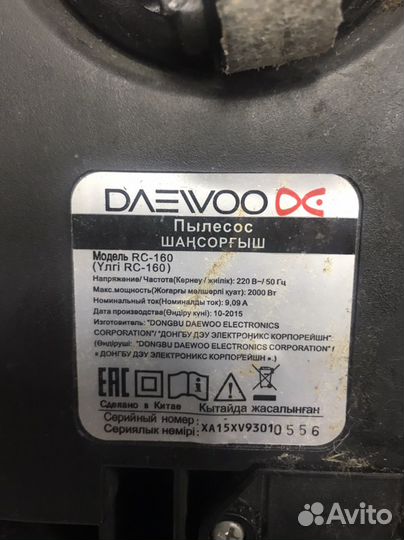 DAEWOO
Пылесос
ШАҢСОРҒЫШ
Модель RC-160
(Үлгі RC-160)
Напряжение/Частота(Кернеу / жиілік): 220 В~/ 50 Гц
Макс.мощность(Жоғарғы мөлшерлі қуат): 2000 Вт
Номинальный ток(Номиналды ток): 9,09 А
Дата производства(Өндіру күні): 10-2015
Изготовитель: "DONGBU DAEWOO ELECTRONICS
CORPORATION"/"ДОНГБУ ДЭУ ЭЛЕКТРОНИКС КОРПОРЕЙШН"
(Өндіруші: "DONGBU DAEWOO ELECTRONICS CORPORATION" /
« ДОНГБУ ДЭУ ЭЛЕКТРОНИКС КОРПОРЕЙШН ».)
EAC
Сделано в Китае Қытайда жасалынған
Серийный номер:
Сериялық нөмірі: XA15XV93010556
Avito